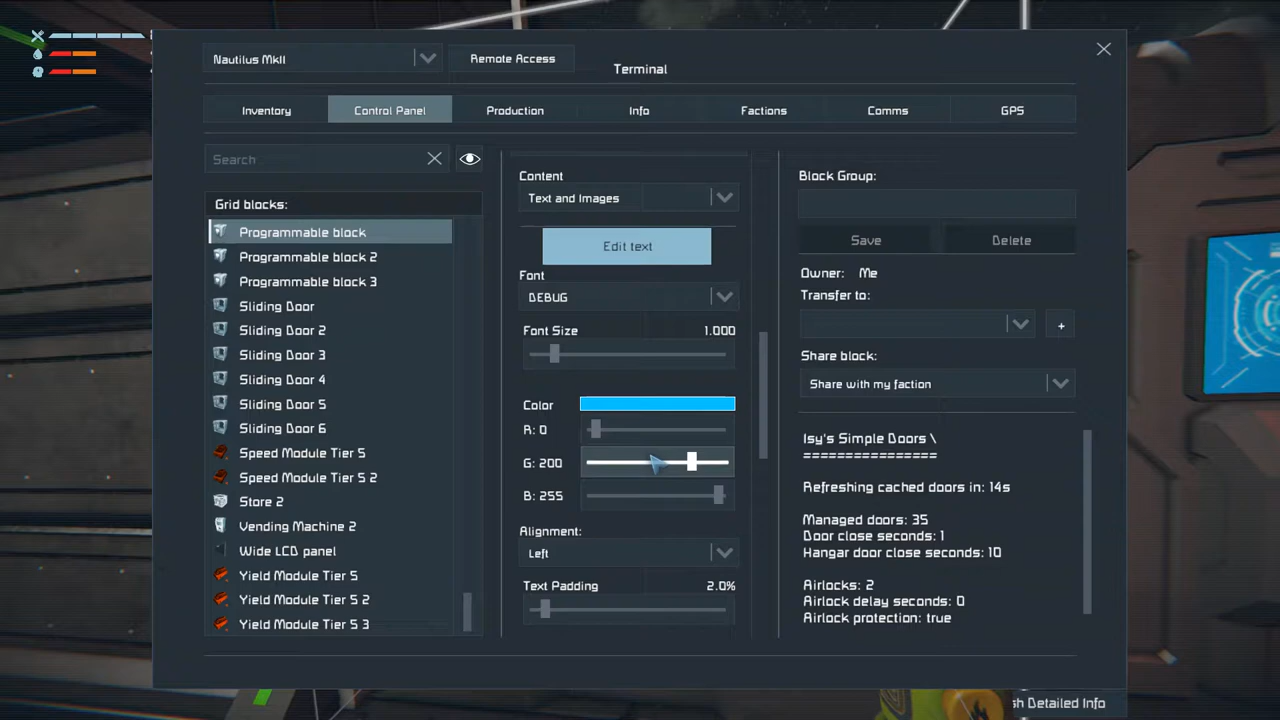 Nautilus MkII
Remote Access
Terminal
Inventory
Control Panel
Production
Info
Factions
Comms
GPS
Search
Grid blocks:
Programmable block
Programmable block 2
Programmable block 3
Sliding Door
Sliding Door 2
Sliding Door 3
Sliding Door 4
Sliding Door 5
Sliding Door 6
Speed Module Tier 5
Speed Module Tier 5 2
Store 2
Vending Machine 2
Wide LCD panel
Yield Module Tier 5
Yield Module Tier 5 2
Yield Module Tier 5 3
Content
Text and Images
Edit text
Font
DEBUG
Font Size 1.000
Color
R: 0
G: 200
B: 255
Alignment:
Left
Text Padding 2.0%
Block Group:
Save
Delete
Owner: Me
Transfer to:
+
Share block:
Share with my faction
Isy's Simple Doors \
================
Refreshing cached doors in: 14s
Managed doors: 35
Door close seconds: 1
Hangar door close seconds: 10
Airlocks: 2
Airlock delay seconds: 0
Airlock protection: true
sh Detailed Info